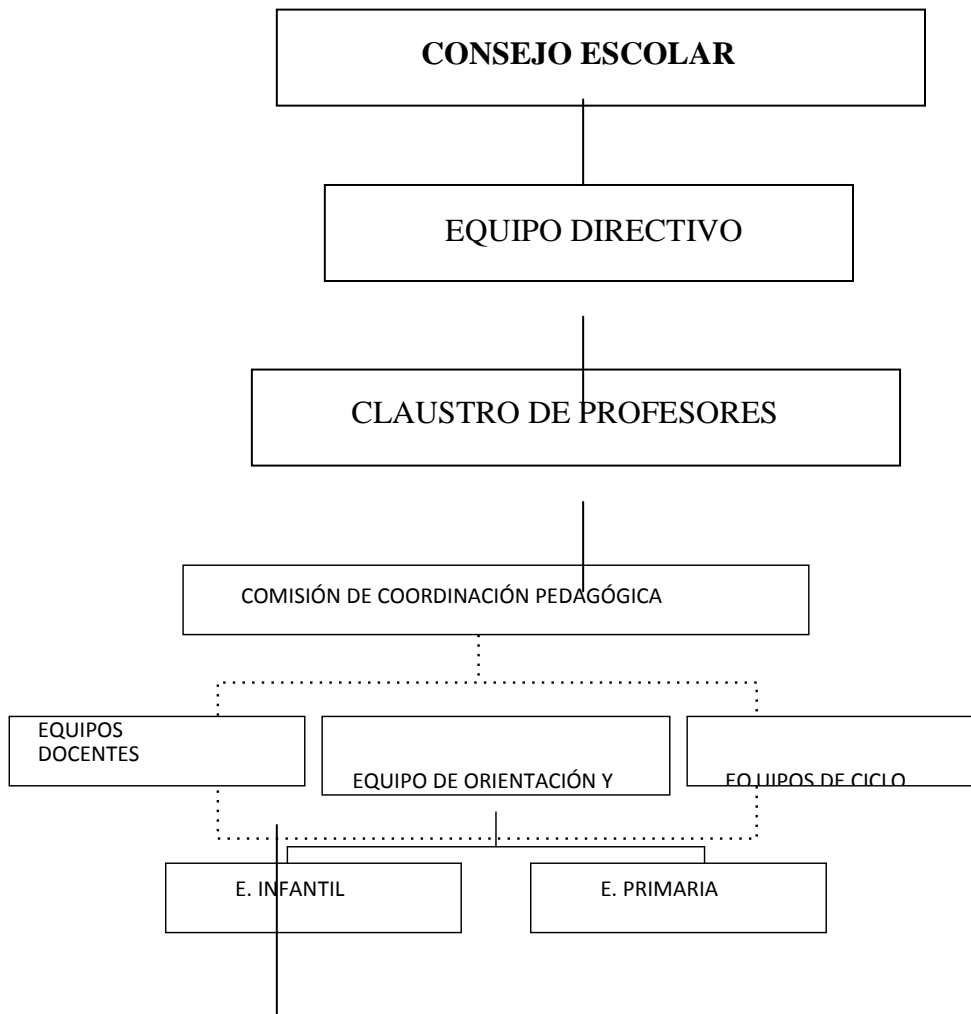 CONSEJO ESCOLAR
EQUIPO DIRECTIVO
CLAUSTRO DE PROFESORES
COMISIÓN DE COORDINACIÓN PEDAGÓGICA
EQUIPOS
DOCENTES
EQUIPO DE ORIENTACIÓN Y
EQUIPOS DE CICLO
E. INFANTIL
E. PRIMARIA